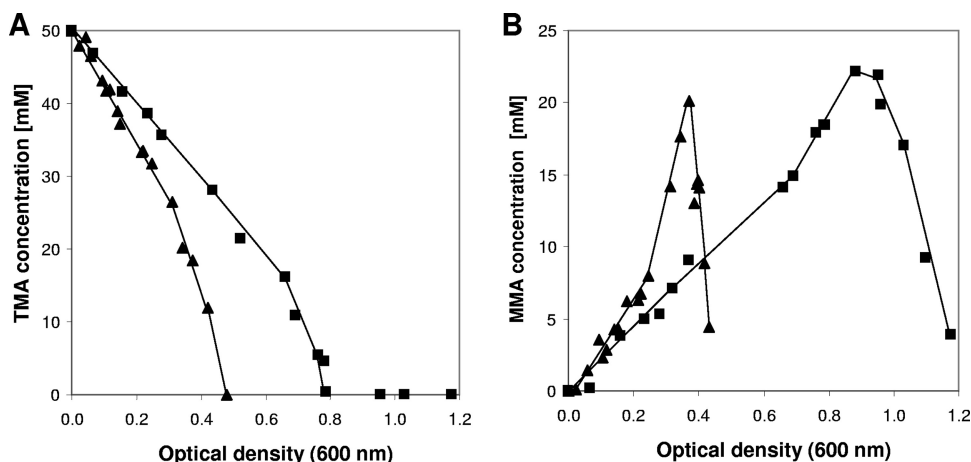 A
TMA concentration [mM]
50
40
30
20
10
0
0.0 0.2 0.4 0.6 0.8 1.0 1.2
Optical density (600 nm)
B
MMA concentration [mM]
25
20
15
10
5
0
0.0 0.2 0.4 0.6 0.8 1.0 1.2
Optical density (600 nm)